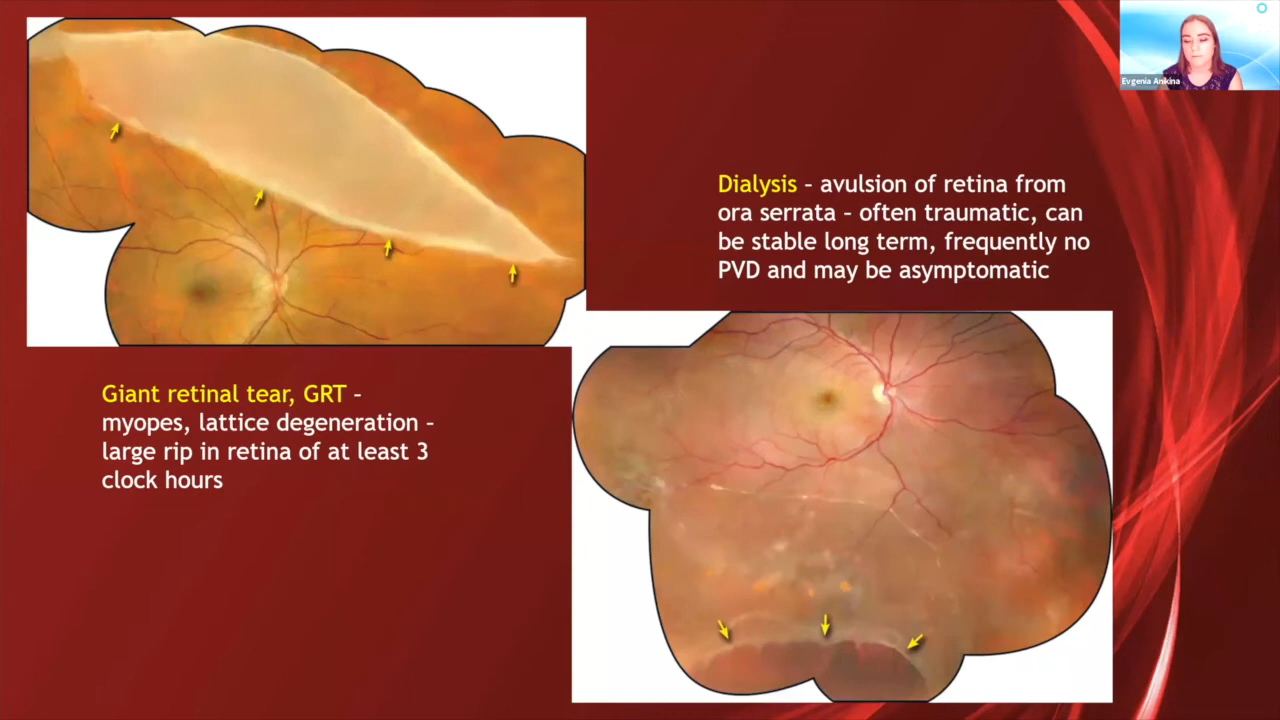 Evgenia Anikina
Dialysis – avulsion of retina from
ora serrata – often traumatic, can
be stable long term, frequently no
PVD and may be asymptomatic
Giant retinal tear, GRT –
myopes, lattice degeneration –
large rip in retina of at least 3
clock hours